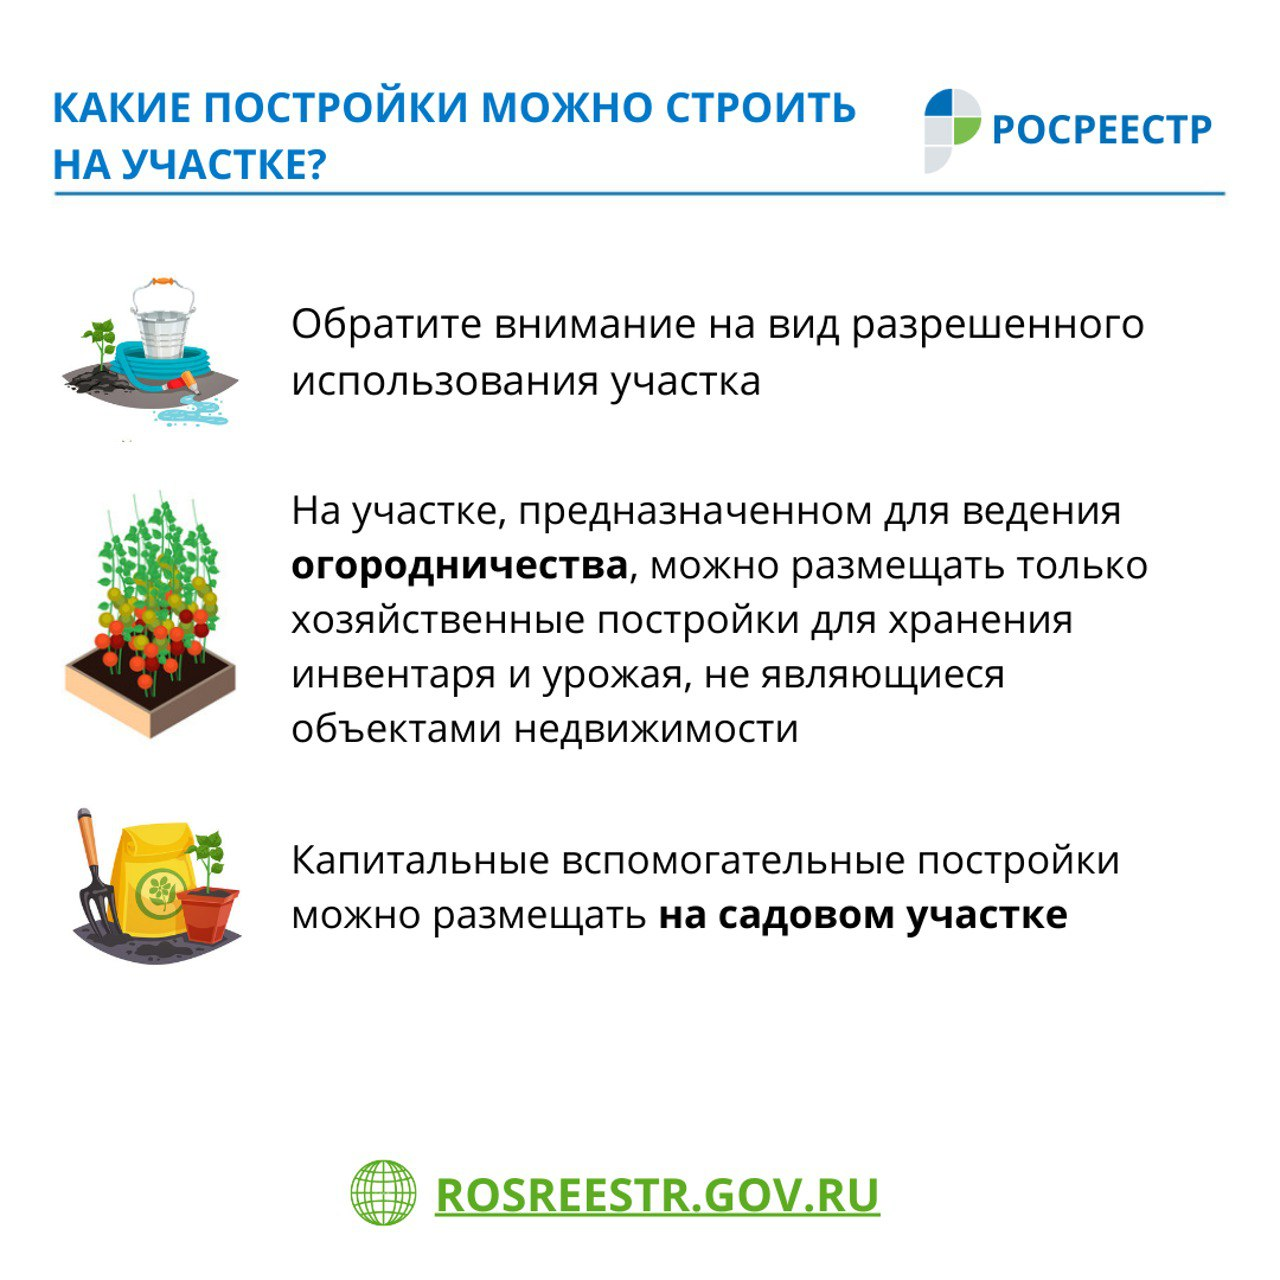 КАКИЕ ПОСТРОЙКИ МОЖНО СТРОИТЬ
НА УЧАСТКЕ?
РОСРЕЕСТР
Обратите внимание на вид разрешенного
использования участка
На участке, предназначенном для ведения
огородничества, можно размещать только
хозяйственные постройки для хранения
инвентаря и урожая, не являющиеся
объектами недвижимости
Капитальные вспомогательные постройки
можно размещать на садовом участке
ROSREESTR.GOV.RU